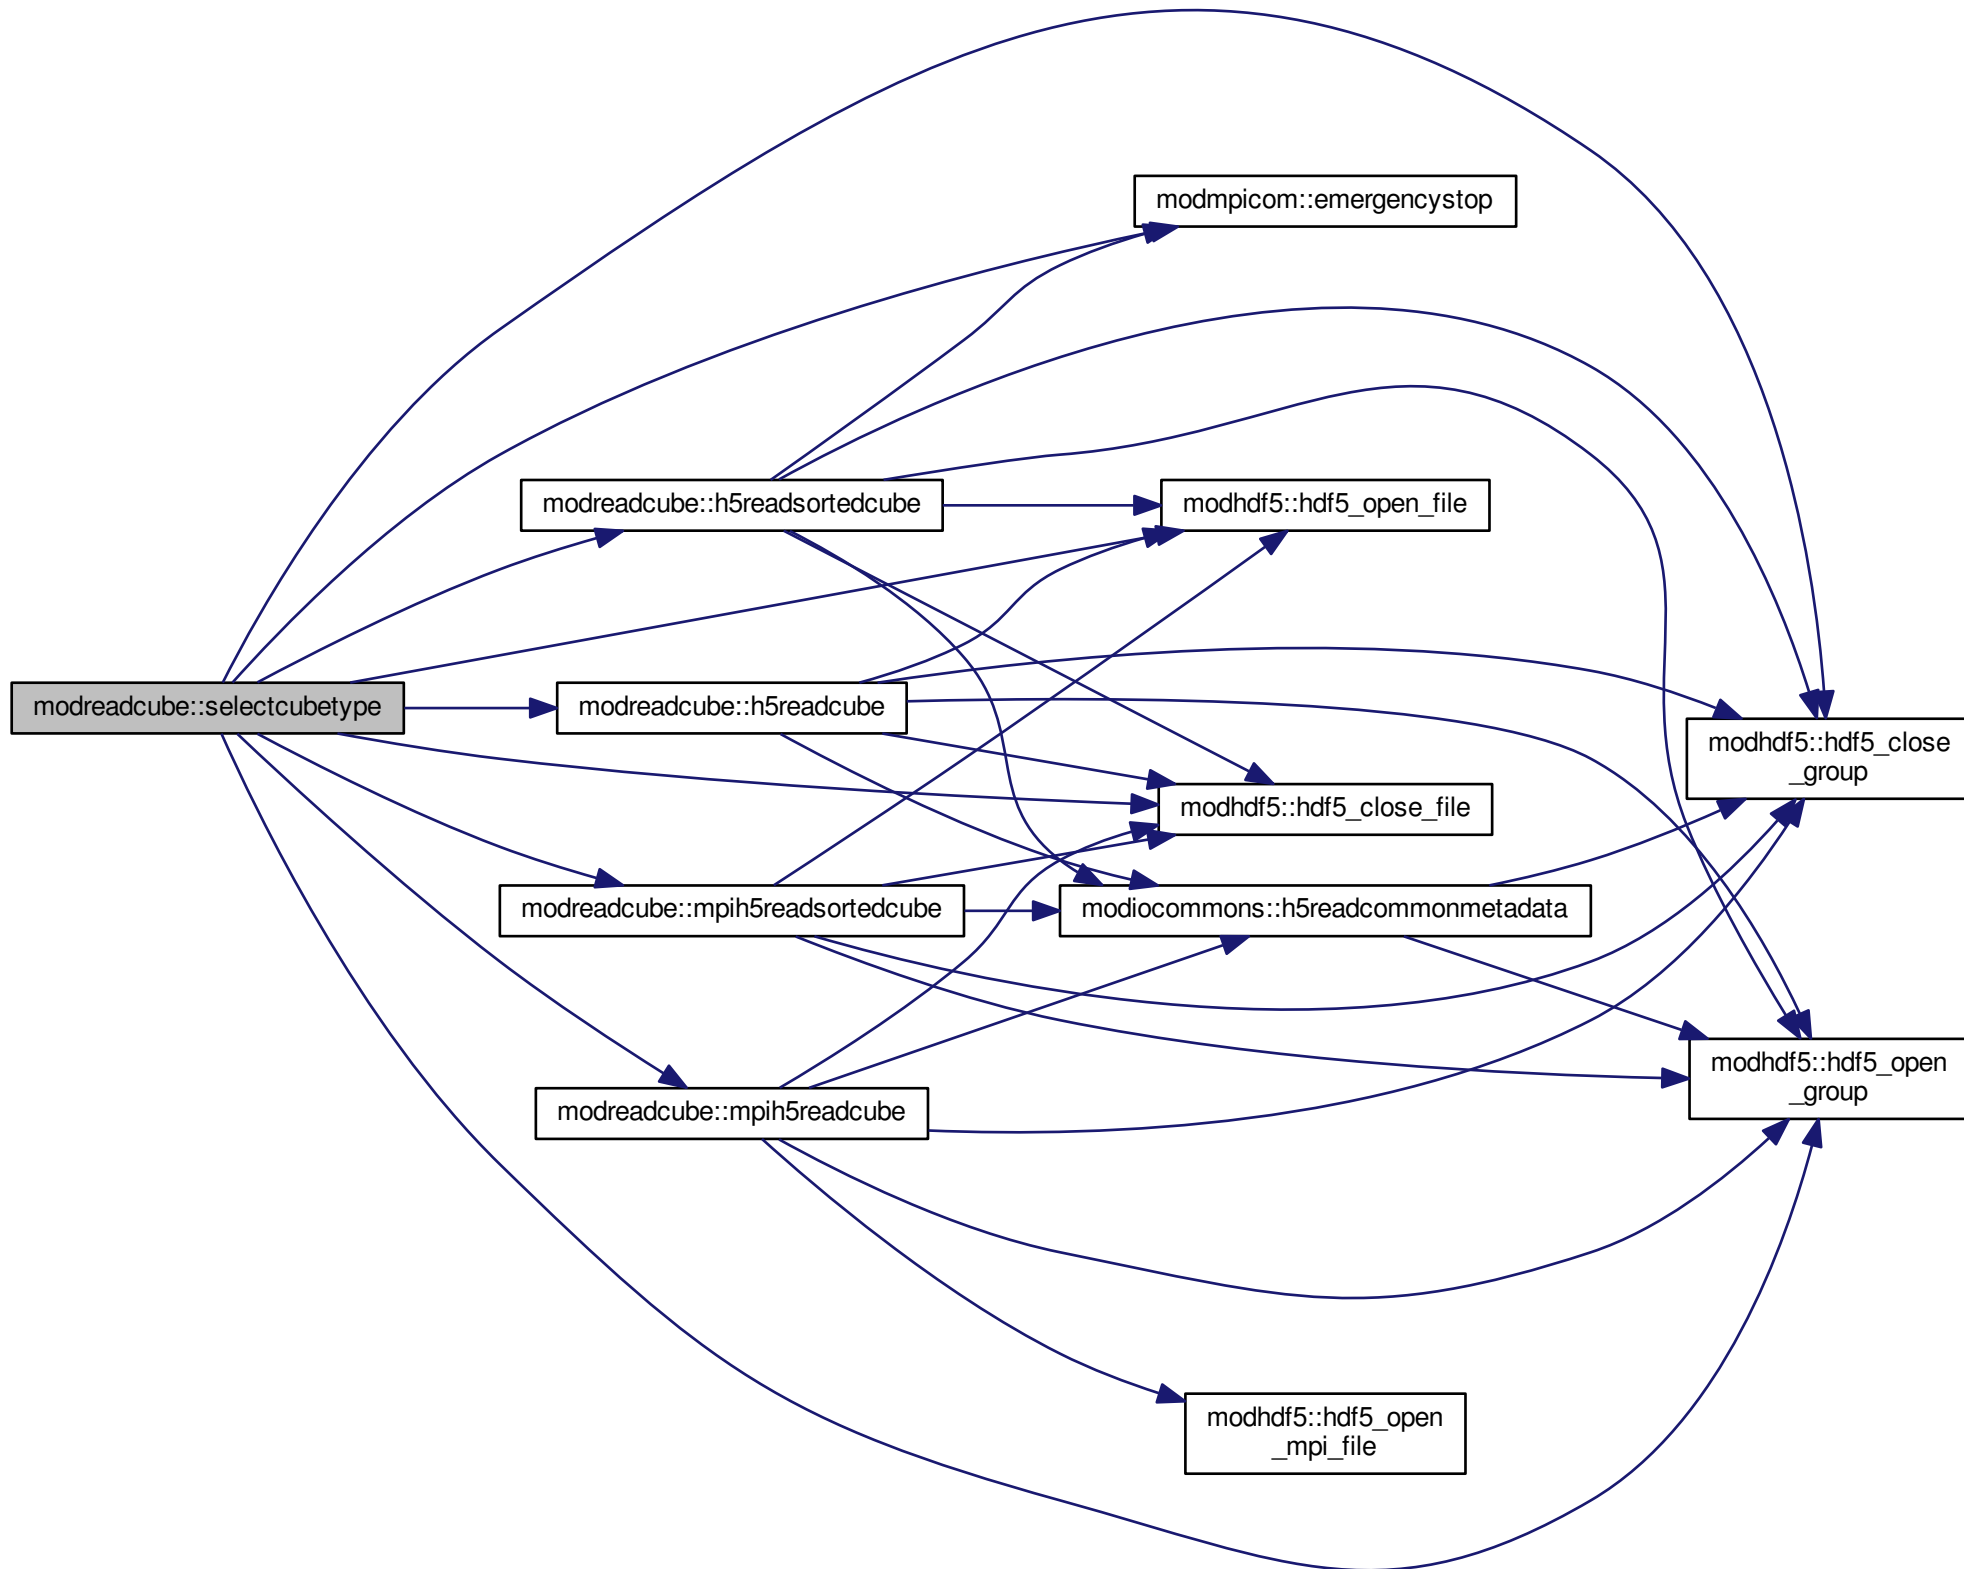 modmpicom::emergencystop
modreadcube::h5readsortedcube
modhdf5::hdf5_open_file
modreadcube::selectcubetype
modreadcube::h5readcube
modhdf5::hdf5_close
_group
modhdf5::hdf5_close_file
modreadcube::mpih5readsortedcube
modiocommons::h5readcommonmetadata
modhdf5::hdf5_open
_group
modreadcube::mpih5readcube
modhdf5::hdf5_open
_mpi_file